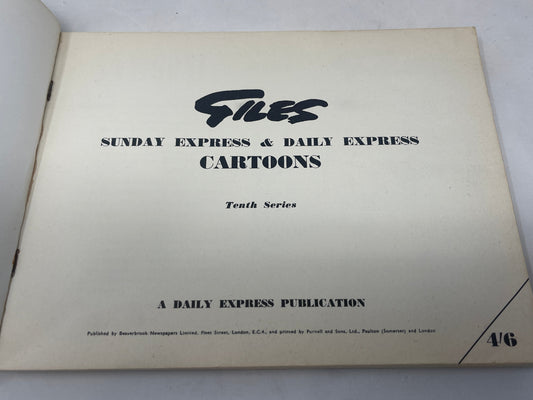 GILES
SUNDAY EXPRESS & DAILY EXPRESS
CARTOONS
Tenth Series
A DAILY EXPRESS PUBLICATION
Published by Beaverbrook Newspapers Limited, Fleet Street, London, E.C.4., and printed by Purnell and Sons, Ltd., Paulton (Somerset) and London
4/6